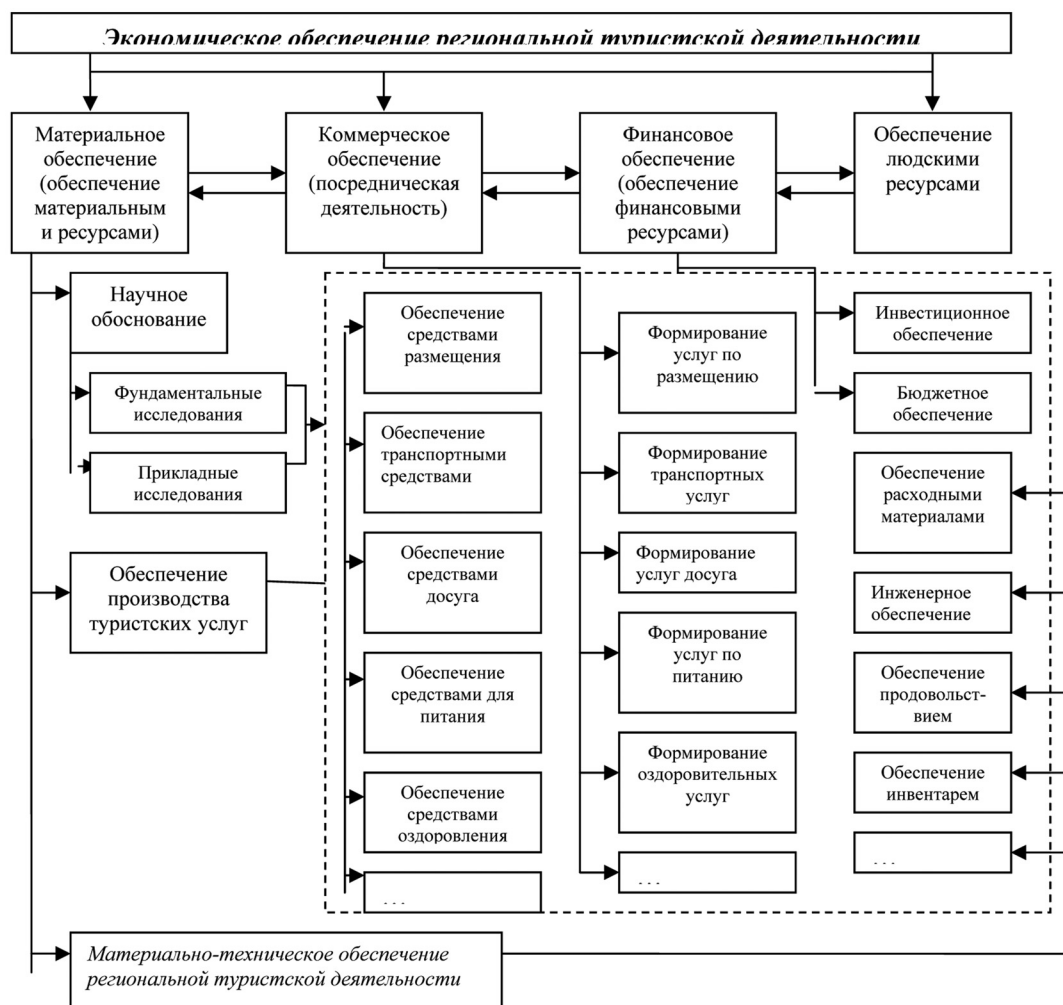 Экономическое обеспечение региональной туристской деятельности
Материальное
обеспечение
(обеспечение
материальным
и ресурсами)
Коммерческое
обеспечение
(посредническая
деятельность)
Финансовое
обеспечение
(обеспечение
финансовыми
ресурсами)
Обеспечение
людскими
ресурсами
Научное
обоснование
Фундаментальные
исследования
Прикладные
исследования
Обеспечение
производства
туристских услуг
Обеспечение
средствами
размещения
Обеспечение
транспортными
средствами
Обеспечение
средствами
досуга
Обеспечение
средствами для
питания
Обеспечение
средствами
оздоровления
...
Формирование
услуг по
размещению
Формирование
транспортных
услуг
Формирование
услуг досуга
Формирование
услуг по
питанию
Формирование
оздоровительных
услуг
...
Инвестиционное
обеспечение
Бюджетное
обеспечение
Обеспечение
расходными
материалами
Инженерное
обеспечение
Обеспечение
продовольст-
вием
Обеспечение
инвентарем
...
Материально-техническое обеспечение
региональной туристской деятельности